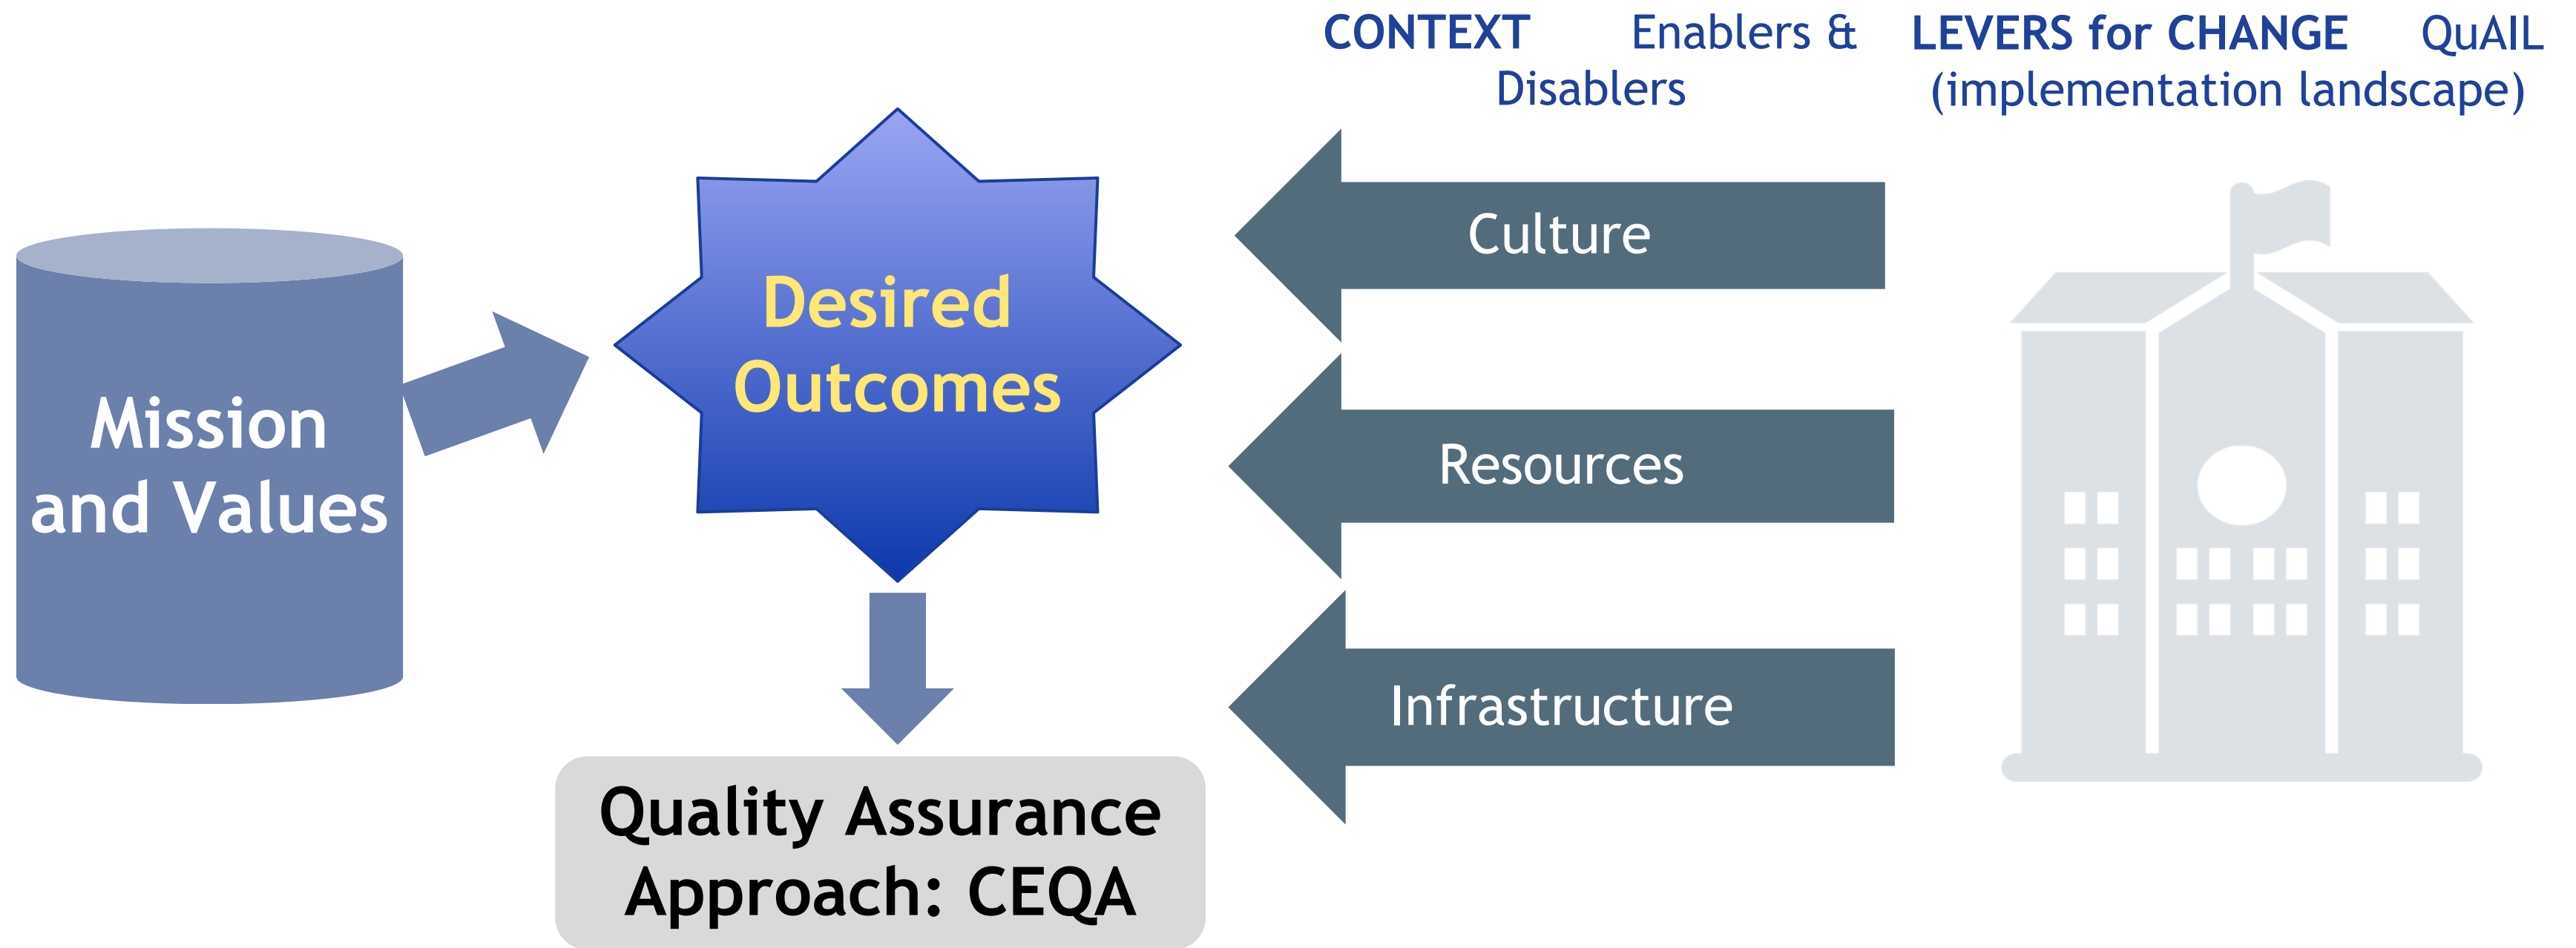 CONTEXT Enablers &
Disablers
LEVERS for CHANGE QuAIL
(implementation landscape)
Mission
and Values
Desired
Outcomes
Culture
Resources
Infrastructure
Quality Assurance
Approach: CEQA